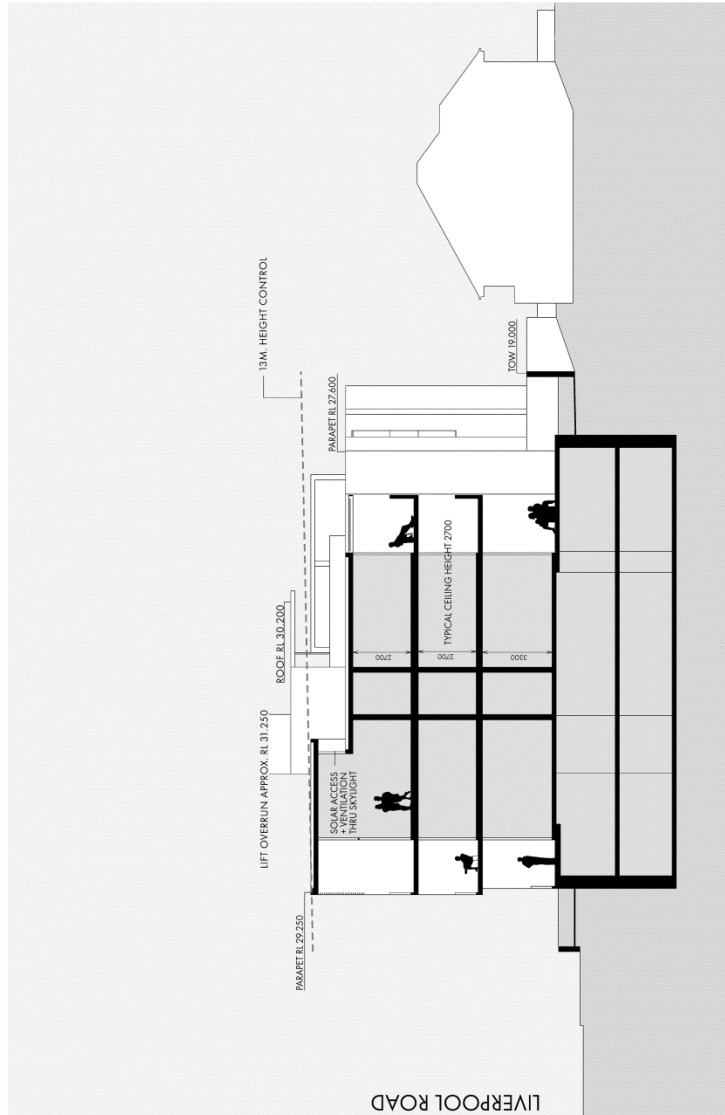 13M. HEIGHT CONTROL
LIFT OVERRUN APPROX. RL 31.250
ROOF RL 30.200
PARAPET RL 29.250
PARAPET RL 27.600
SOLAR ACCESS
+ VENTILATION
THRU SKYLIGHT
2700
2700
3300
TYPICAL CEILING HEIGHT 2700
TOW 19.000
LIVERPOOL ROAD